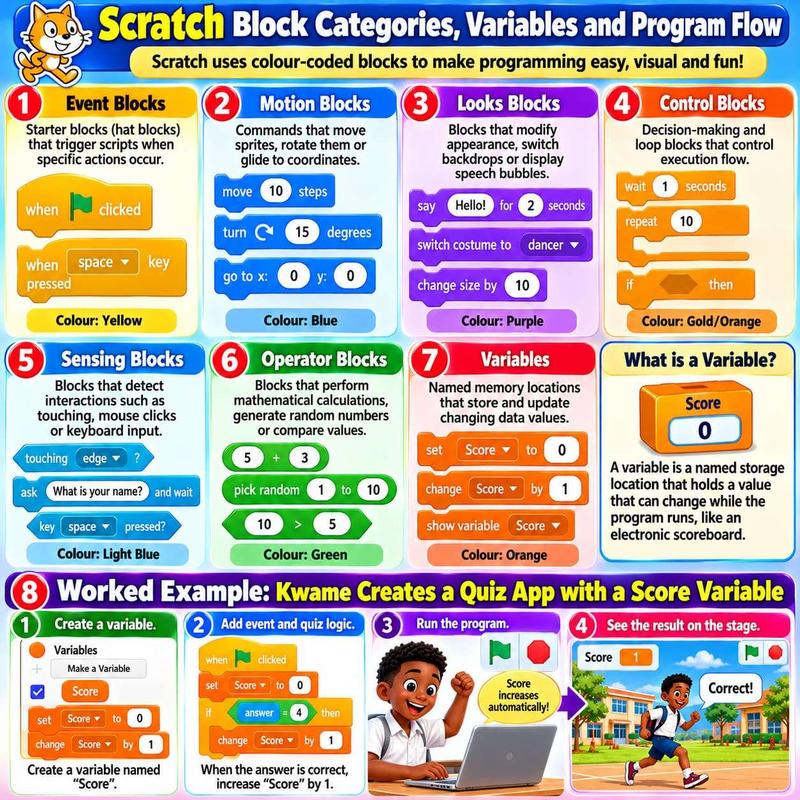 Scratch Block Categories, Variables and Program Flow
Scratch uses colour-coded blocks to make programming easy, visual and fun!
1 Event Blocks
Starter blocks (hat blocks)
that trigger scripts when
specific actions occur.
when clicked
when space key
pressed
Colour: Yellow
2 Motion Blocks
Commands that move
sprites, rotate them or
glide to coordinates.
move 10 steps
turn 15 degrees
go to x: 0 y: 0
Colour: Blue
3 Looks Blocks
Blocks that modify
appearance, switch
backdrops or display
speech bubbles.
say Hello! for 2 seconds
switch costume to dancer
change size by 10
Colour: Purple
4 Control Blocks
Decision-making and
loop blocks that control
execution flow.
wait 1 seconds
repeat 10
if then
Colour: Gold/Orange
5 Sensing Blocks
Blocks that detect
interactions such as
touching, mouse clicks
or keyboard input.
touching edge ?
ask What is your name? and wait
key space pressed?
Colour: Light Blue
6 Operator Blocks
Blocks that perform
mathematical calculations,
generate random numbers
or compare values.
5 + 3
pick random 1 to 10
10 > 5
Colour: Green
7 Variables
Named memory locations
that store and update
changing data values.
set Score to 0
change Score by 1
show variable Score
Colour: Orange
What is a Variable?
Score
0
A variable is a named storage
location that holds a value
that can change while the
program runs, like an
electronic scoreboard.
8 Worked Example: Kwame Creates a Quiz App with a Score Variable
1 Create a variable.
Variables
+ Make a Variable
Score
set Score to 0
change Score by 1
Create a variable named
“Score”.
2 Add event and quiz logic.
when clicked
set Score to 0
if answer = 4 then
change Score by 1
When the answer is correct,
increase “Score” by 1.
3 Run the program.
Score
increases
automatically!
4 See the result on the stage.
Score 1
Correct!